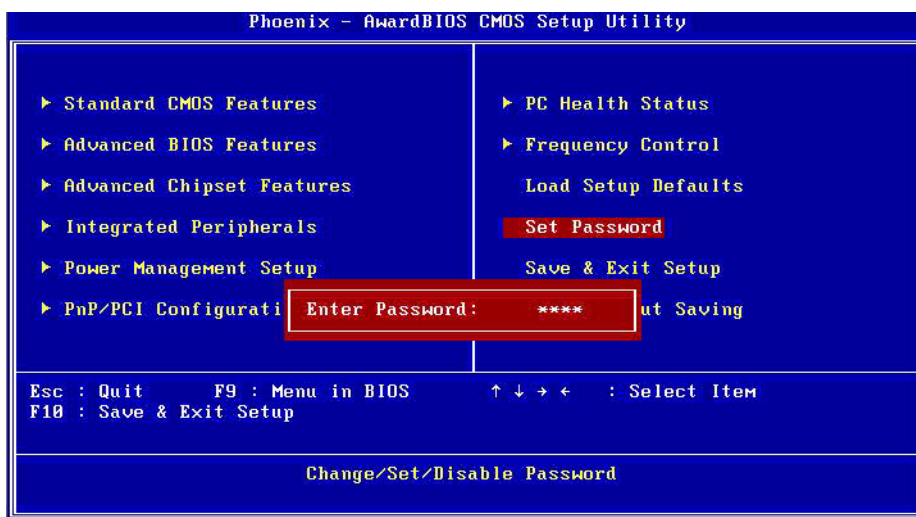 Phoenix - AwardBIOS CMOS Setup Utility
► Standard CMOS Features
► Advanced BIOS Features
► Advanced Chipset Features
► Integrated Peripherals
► Power Management Setup
► PnP/PCI Configurati
► PC Health Status
► Frequency Control
Load Setup Defaults
Set Password
Save & Exit Setup
ut Saving
Enter Password: ****
Esc : Quit F9 : Menu in BIOS ↑ ↓ → ← : Select Item
F10 : Save & Exit Setup
Change/Set/Disable Password